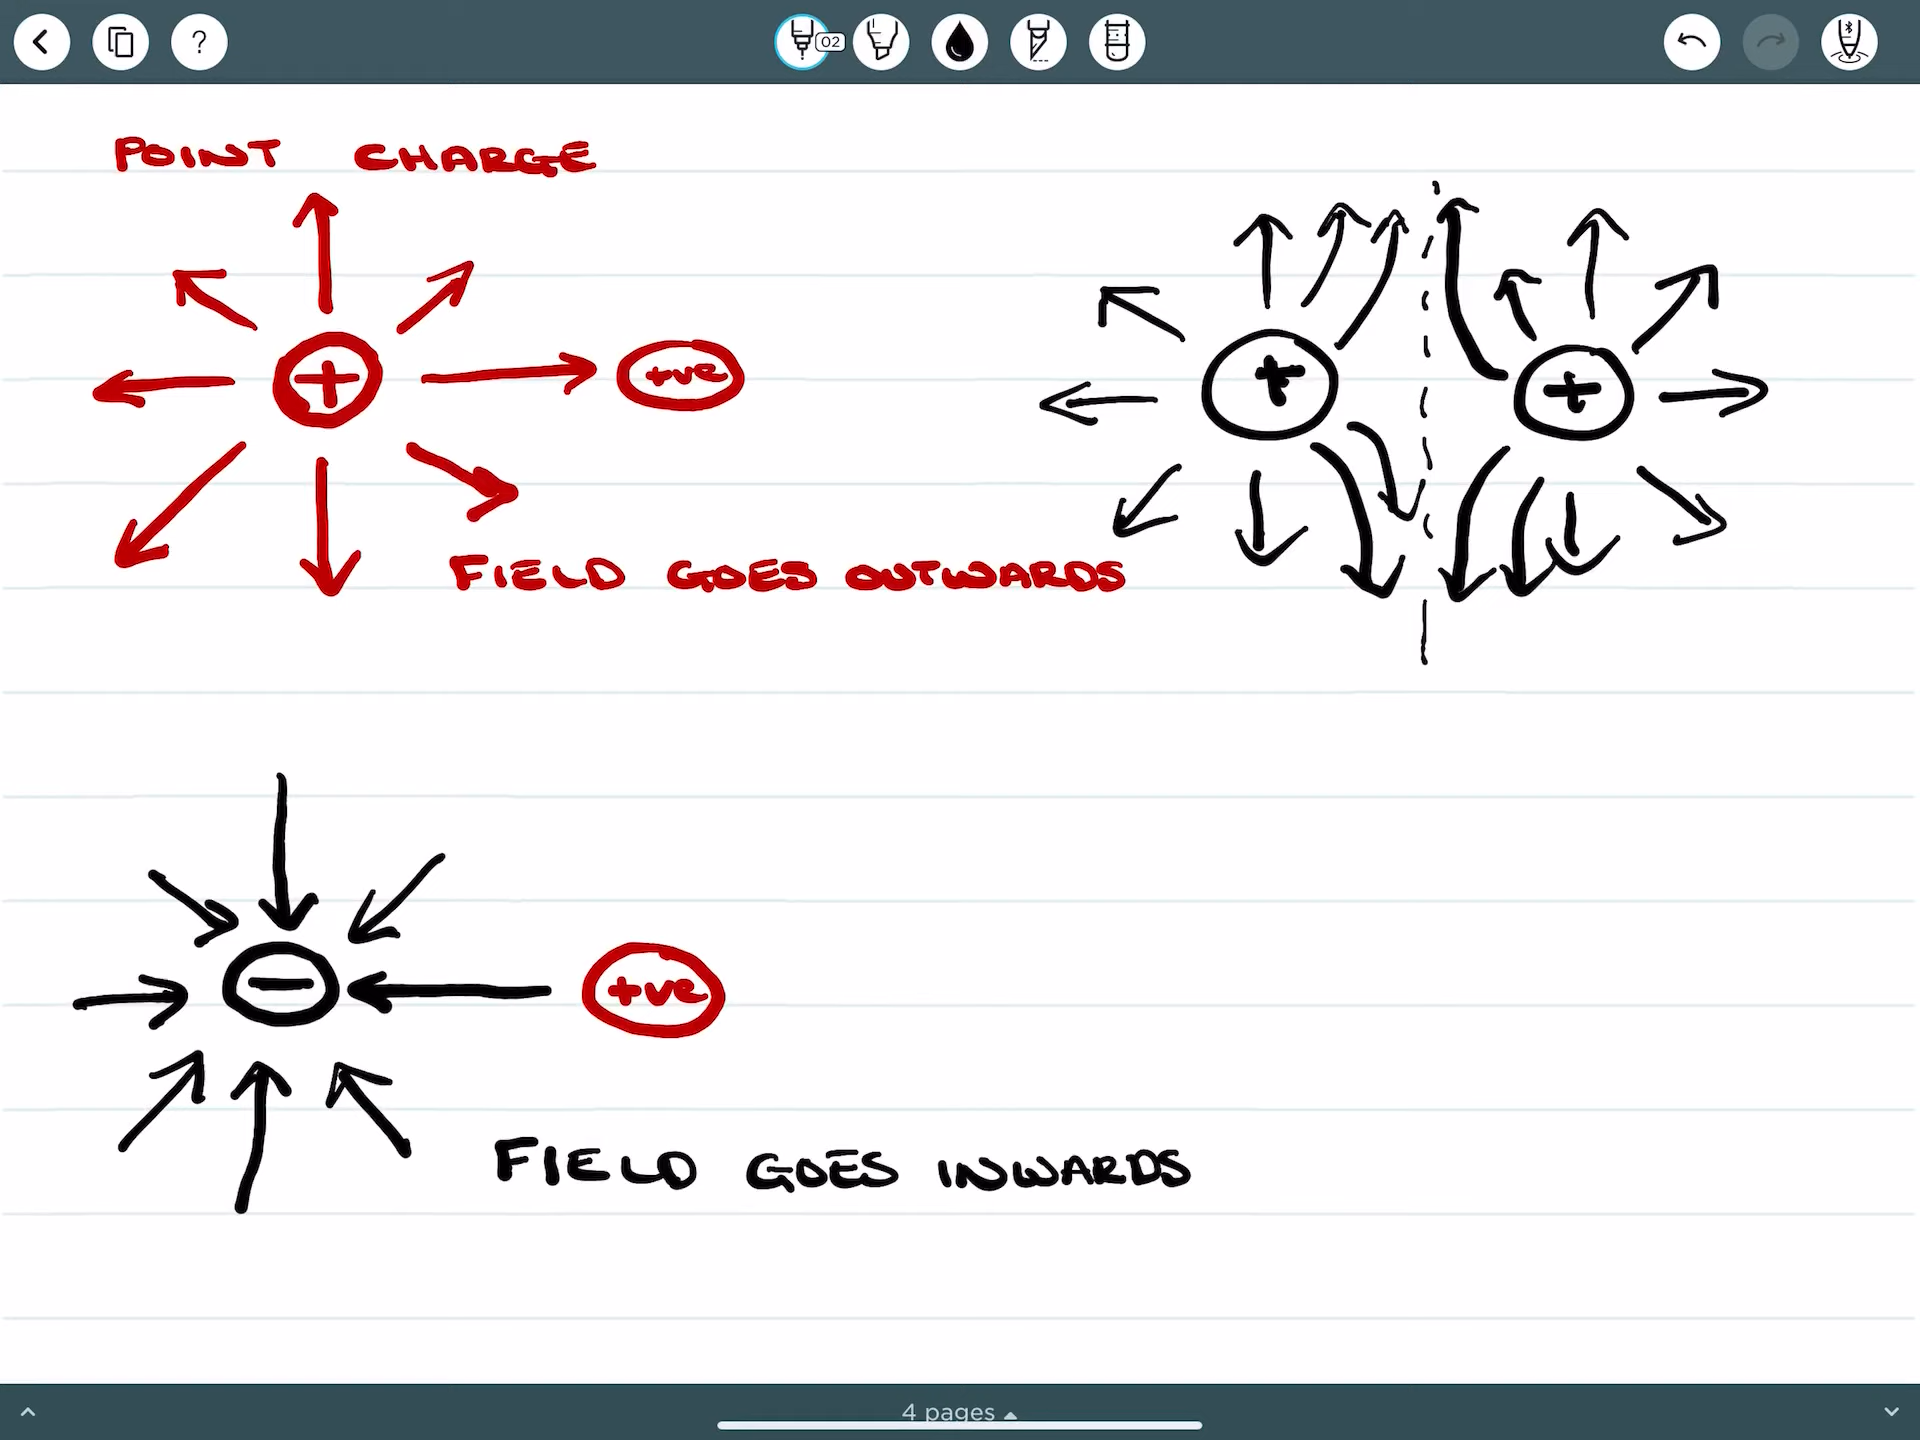 ?
02
POINT CHARGE
+
+ve
FIELD GOES OUTWARDS
+
+
−
+ve
FIELD GOES INWARDS
4 pages